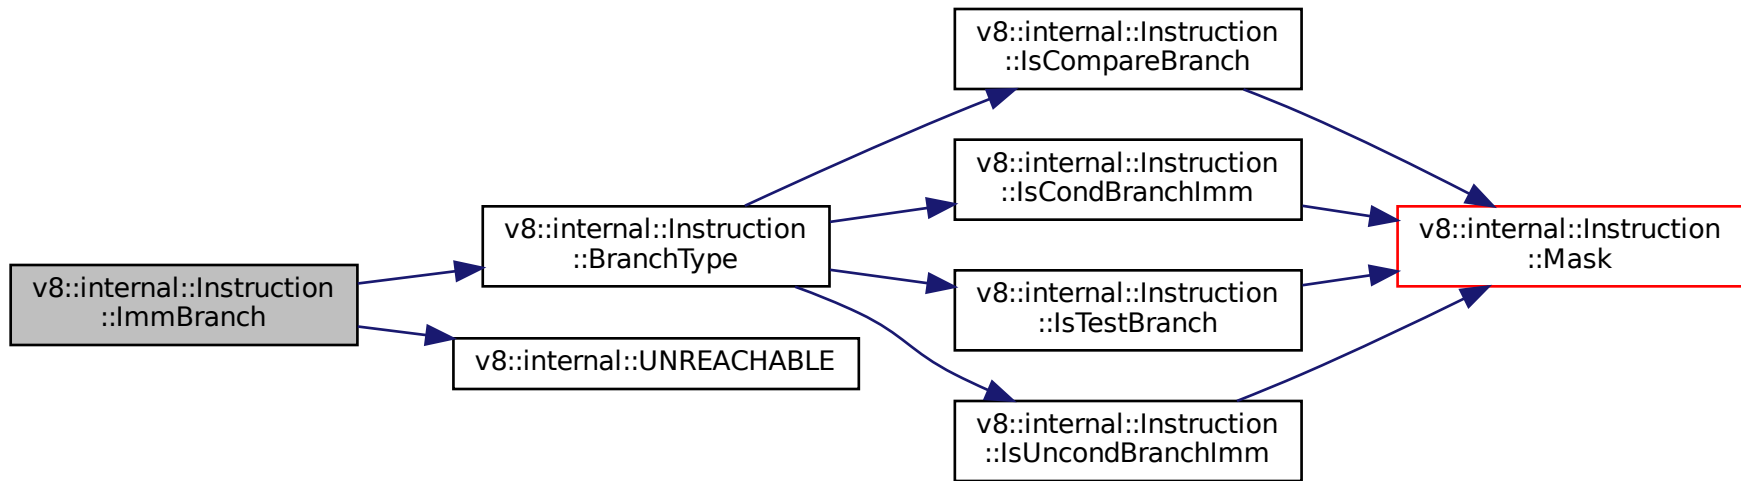 v8::internal::Instruction
::ImmBranch
v8::internal::Instruction
::BranchType
v8::internal::UNREACHABLE
v8::internal::Instruction
::IsCompareBranch
v8::internal::Instruction
::IsCondBranchImm
v8::internal::Instruction
::IsTestBranch
v8::internal::Instruction
::IsUncondBranchImm
v8::internal::Instruction
::Mask